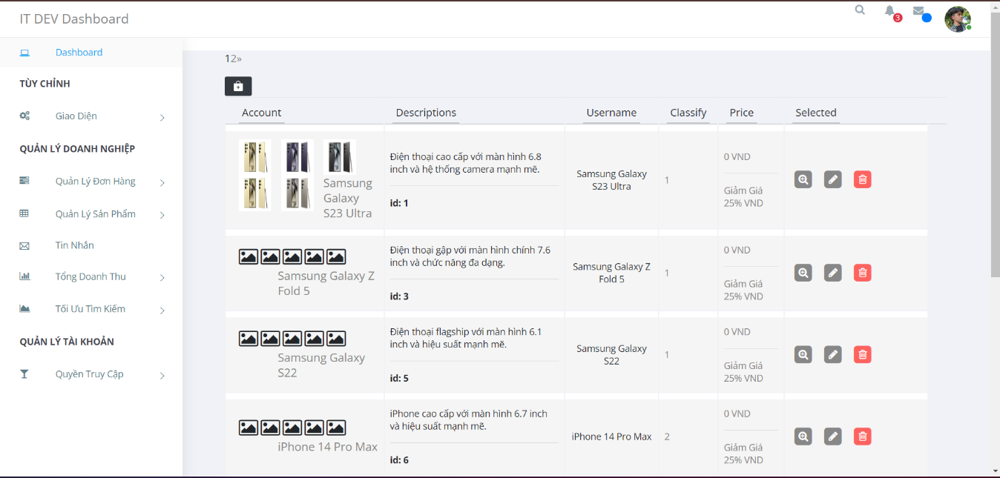 IT DEV Dashboard
3
Dashboard
TÙY CHỈNH
Giao Diện
QUẢN LÝ DOANH NGHIỆP
Quản Lý Đơn Hàng
Quản Lý Sản Phẩm
Tin Nhắn
Tổng Doanh Thu
Tối Ưu Tìm Kiếm
QUẢN LÝ TÀI KHOẢN
Quyền Truy Cập
12»
Account Descriptions Username Classify Price Selected
Samsung
Galaxy
S23 Ultra
Điện thoại cao cấp với màn hình 6.8
inch và hệ thống camera mạnh mẽ.
id: 1
Samsung Galaxy
S23 Ultra
1
0 VND
Giảm Giá
25% VND
Samsung Galaxy Z
Fold 5
Điện thoại gập với màn hình chính 7.6
inch và chức năng đa dạng.
id: 3
Samsung Galaxy Z
Fold 5
1
0 VND
Giảm Giá
25% VND
Samsung Galaxy
S22
Điện thoại flagship với màn hình 6.1
inch và hiệu suất mạnh mẽ.
id: 5
Samsung Galaxy
S22
1
0 VND
Giảm Giá
25% VND
iPhone 14 Pro Max
iPhone cao cấp với màn hình 6.7 inch
và hiệu suất mạnh mẽ.
id: 6
iPhone 14 Pro Max
2
0 VND
Giảm Giá
25% VND